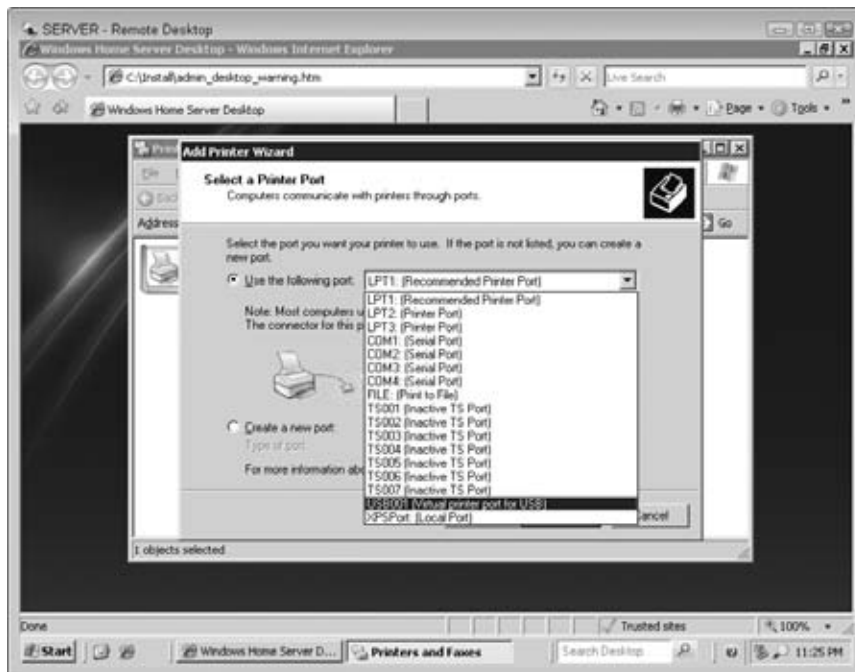 SERVER - Remote Desktop
Windows Home Server Desktop - Windows Internet Explorer
C:\Install\admin_desktop_warning.htm
Live Search
Windows Home Server Desktop
Page
Tools
Add Printer Wizard
Select a Printer Port
Computers communicate with printers through ports.
Address
Go
Select the port you want your printer to use. If the port is not listed, you can create a
new port.
Use the following port:
LPT1: (Recommended Printer Port)
Note: Most computers u
The connector for this p
LPT1: (Recommended Printer Port)
LPT2: (Printer Port)
LPT3: (Printer Port)
COM1: (Serial Port)
COM2: (Serial Port)
COM3: (Serial Port)
COM4: (Serial Port)
FILE: (Print to File)
TS001 (Inactive TS Port)
TS002 (Inactive TS Port)
TS003 (Inactive TS Port)
TS004 (Inactive TS Port)
TS005 (Inactive TS Port)
TS006 (Inactive TS Port)
TS007 (Inactive TS Port)
USB001 (Virtual printer port for USB)
XPSPort: (Local Port)
Create a new port:
Type of port:
For more information abo
ancel
1 objects selected
Done
Trusted sites
100%
Start
Windows Home Server D...
Printers and Faxes
Search Desktop
11:25 PM